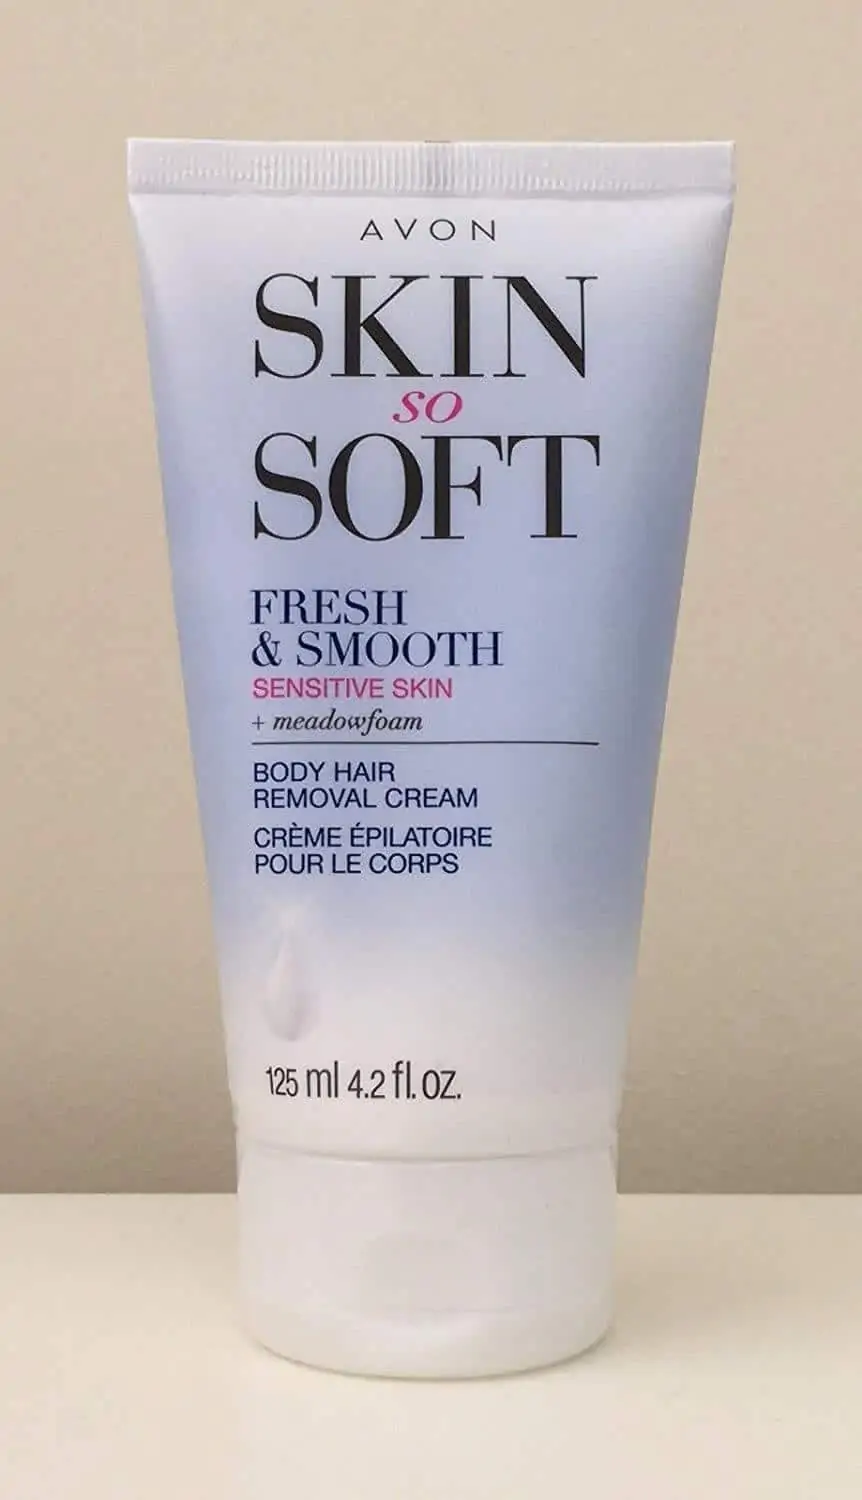 AVON
SKIN
so
SOFT
FRESH
& SMOOTH
SENSITIVE SKIN
+ meadowfoam
BODY HAIR
REMOVAL CREAM
CRÈME ÉPILATOIRE
POUR LE CORPS
125 ml 4.2 fl. oz.